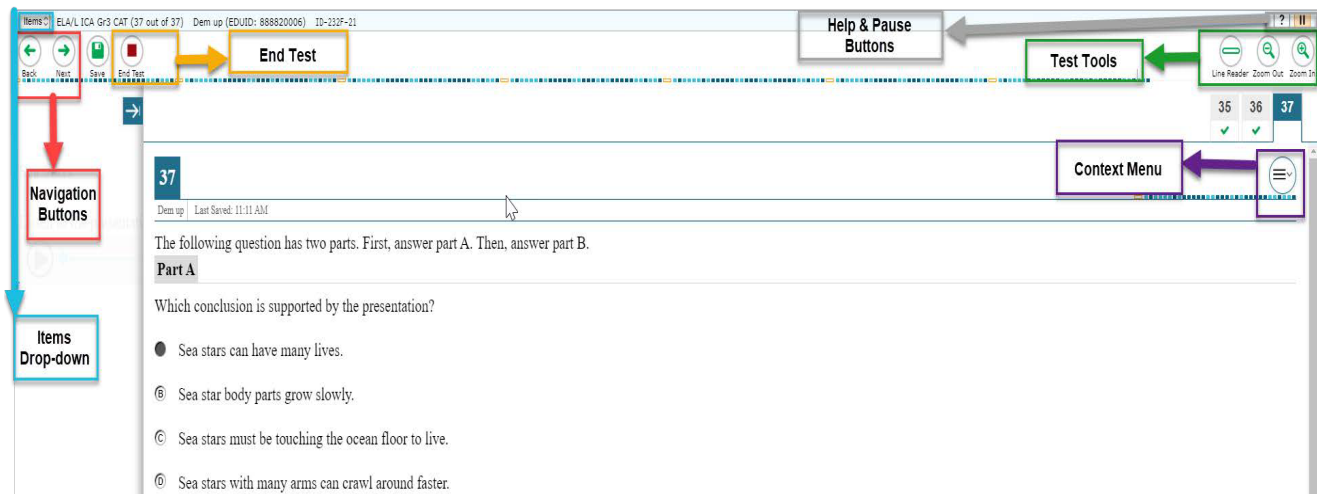 Items ELA/L ICA Gr3 CAT (37 out of 37) Dem up (EDUID: 888820006) ID-232F-21
?
Help & Pause
Buttons
End Test
Test Tools
Back Next Save End Test
Line Reader Zoom Out Zoom In
35 36 37
Navigation
Buttons
37
Context Menu
Dem up Last Saved: 11:11 AM
The following question has two parts. First, answer part A. Then, answer part B.
Part A
Which conclusion is supported by the presentation?
Items
Drop-down
Sea stars can have many lives.
B Sea star body parts grow slowly.
C Sea stars must be touching the ocean floor to live.
D Sea stars with many arms can crawl around faster.